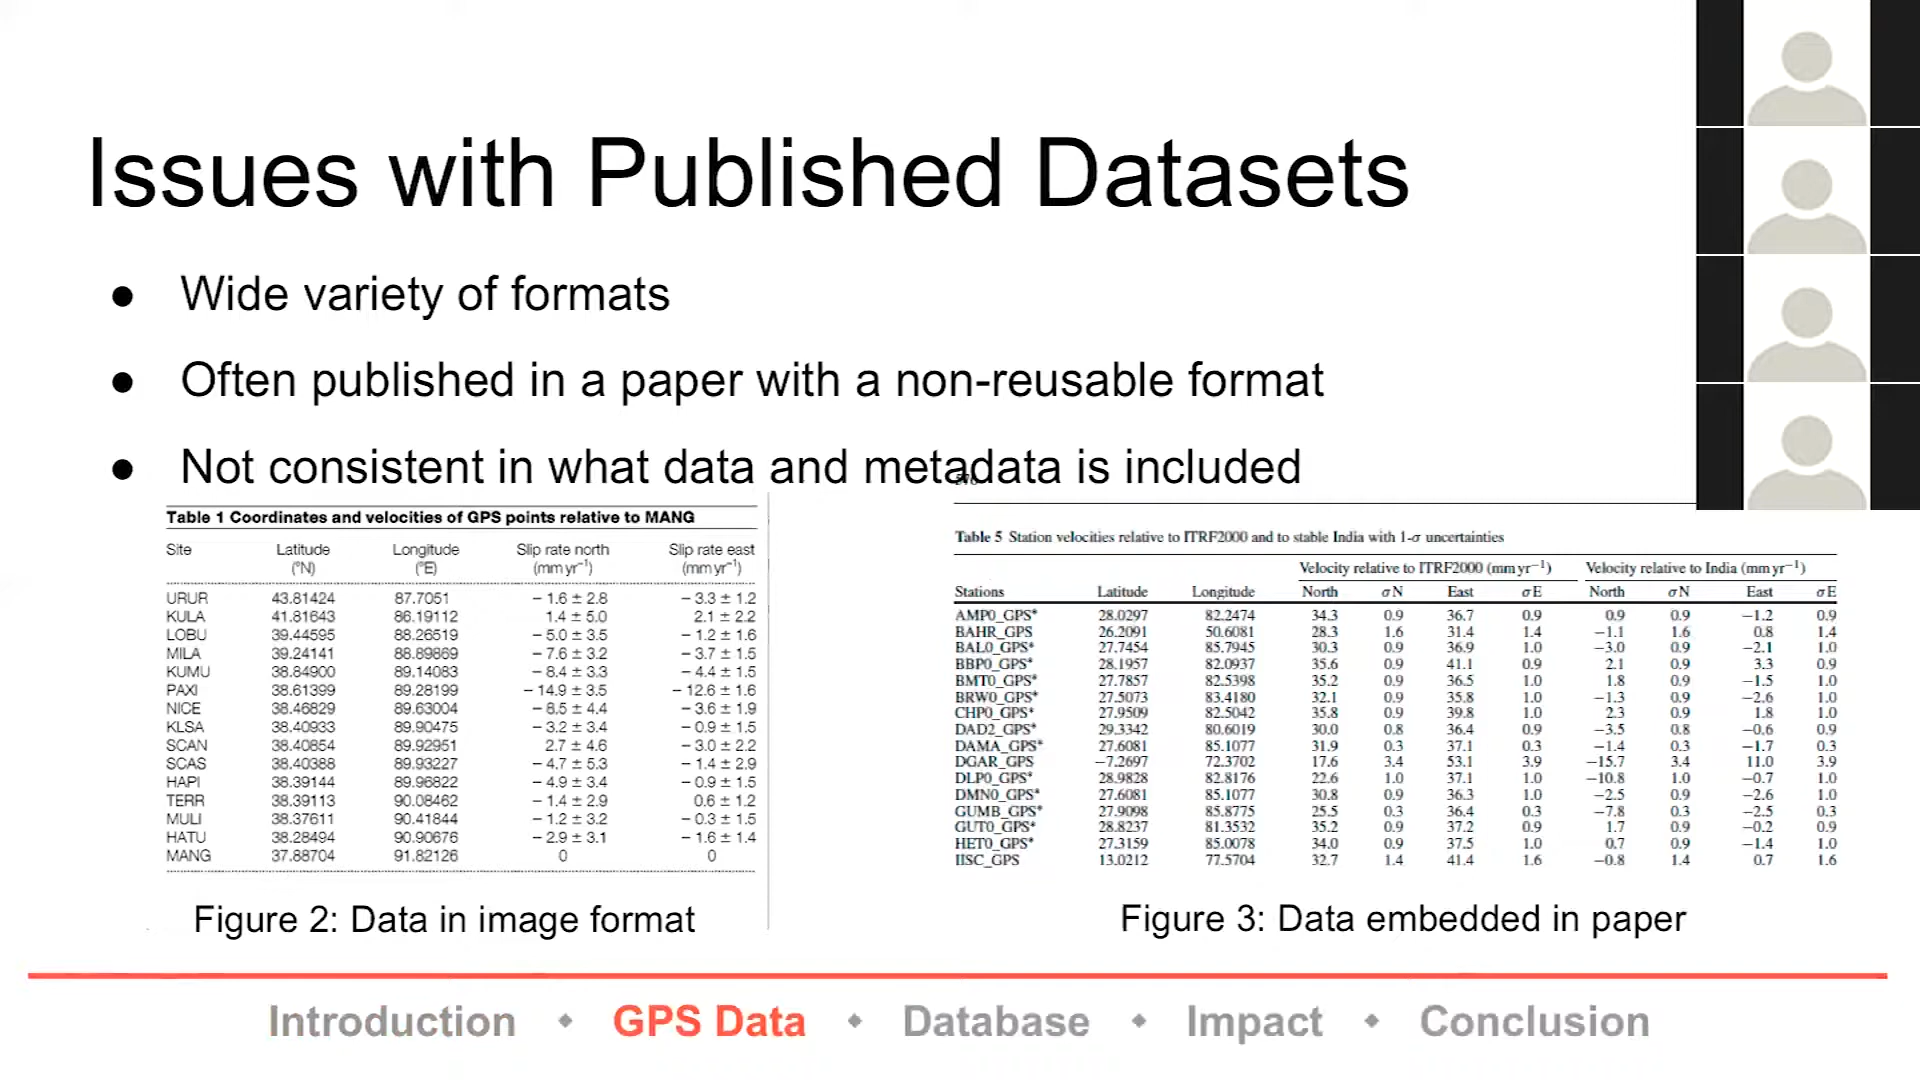 Issues with Published Datasets
● Wide variety of formats
● Often published in a paper with a non-reusable format
● Not consistent in what data and metadata is included
Table 1 Coordinates and velocities of GPS points relative to MANG
Site Latitude Longitude Slip rate north Slip rate east
(°N) (°E) (mm yr⁻¹) (mm yr⁻¹)
URUR 43.81424 87.7051 − 1.6 ± 2.8 − 3.3 ± 1.2
KULA 41.81643 86.19112 1.4 ± 5.0 2.1 ± 2.2
LOBU 39.44595 88.26519 − 5.0 ± 3.5 − 1.2 ± 1.6
MILA 39.24141 88.89869 − 7.6 ± 3.2 − 3.7 ± 1.5
KUMU 38.84900 89.14083 − 8.4 ± 3.3 − 4.4 ± 1.5
PAXI 38.61399 89.28199 − 14.9 ± 3.5 − 12.6 ± 1.6
NICE 38.46829 89.63004 − 8.5 ± 4.4 − 3.6 ± 1.9
KLSA 38.40933 89.90475 − 3.2 ± 3.4 − 0.9 ± 1.5
SCAN 38.40854 89.92951 2.7 ± 4.6 − 3.0 ± 2.2
SCAS 38.40388 89.93227 − 4.7 ± 5.3 − 1.4 ± 2.9
HAPI 38.39144 89.96822 − 4.9 ± 3.4 − 0.9 ± 1.5
TERR 38.39113 90.08462 − 1.4 ± 2.9 0.6 ± 1.2
MULI 38.37611 90.41844 − 1.2 ± 3.2 − 0.3 ± 1.5
HATU 38.28494 90.90676 − 2.9 ± 3.1 − 1.6 ± 1.4
MANG 37.88704 91.82126 0 0
Figure 2: Data in image format
Table 5 Station velocities relative to ITRF2000 and to stable India with 1-σ uncertainties
Velocity relative to ITRF2000 (mm yr⁻¹) Velocity relative to India (mm yr⁻¹)
Stations Latitude Longitude North σN East σE North σN East σE
AMP0_GPS* 28.0297 82.2474 34.3 0.9 36.7 0.9 0.9 0.9 −1.2 0.9
BAHR_GPS 26.2091 50.6081 28.3 1.6 31.4 1.4 −1.1 1.6 0.8 1.4
BAL0_GPS* 27.7454 85.7945 30.3 0.9 36.9 1.0 −3.0 0.9 −2.1 1.0
BBP0_GPS* 28.1957 82.0937 35.6 0.9 41.1 0.9 2.1 0.9 3.3 0.9
BMT0_GPS* 27.7857 82.5398 35.2 0.9 36.5 1.0 1.8 0.9 −1.5 1.0
BRW0_GPS* 27.5073 83.4180 32.1 0.9 35.8 1.0 −1.3 0.9 −2.6 1.0
CHP0_GPS* 27.9509 82.5042 35.8 0.9 39.8 1.0 2.3 0.9 1.8 1.0
DAD2_GPS* 29.3342 80.6019 30.0 0.8 36.4 0.9 −3.5 0.8 −0.6 0.9
DAMA_GPS* 27.6081 85.1077 31.9 0.3 37.1 0.3 −1.4 0.3 −1.7 0.3
DGAR_GPS −7.2697 72.3702 17.6 3.4 53.1 3.9 −15.7 3.4 11.0 3.9
DLP0_GPS* 28.9828 82.8176 22.6 1.0 37.1 1.0 −10.8 1.0 −0.7 1.0
DMN0_GPS* 27.6081 85.1077 30.8 0.9 36.3 1.0 −2.5 0.9 −2.6 1.0
GUMB_GPS* 27.9098 85.8775 25.5 0.3 36.4 0.3 −7.8 0.3 −2.5 0.3
GUT0_GPS* 28.8237 81.3532 35.2 0.9 37.2 0.9 1.7 0.9 −0.2 0.9
HET0_GPS* 27.3159 85.0078 34.0 0.9 37.5 1.0 0.7 0.9 −1.4 1.0
IISC_GPS 13.0212 77.5704 32.7 1.4 41.4 1.6 −0.8 1.4 0.7 1.6
Figure 3: Data embedded in paper
Introduction ◆ GPS Data ◆ Database ◆ Impact ◆ Conclusion